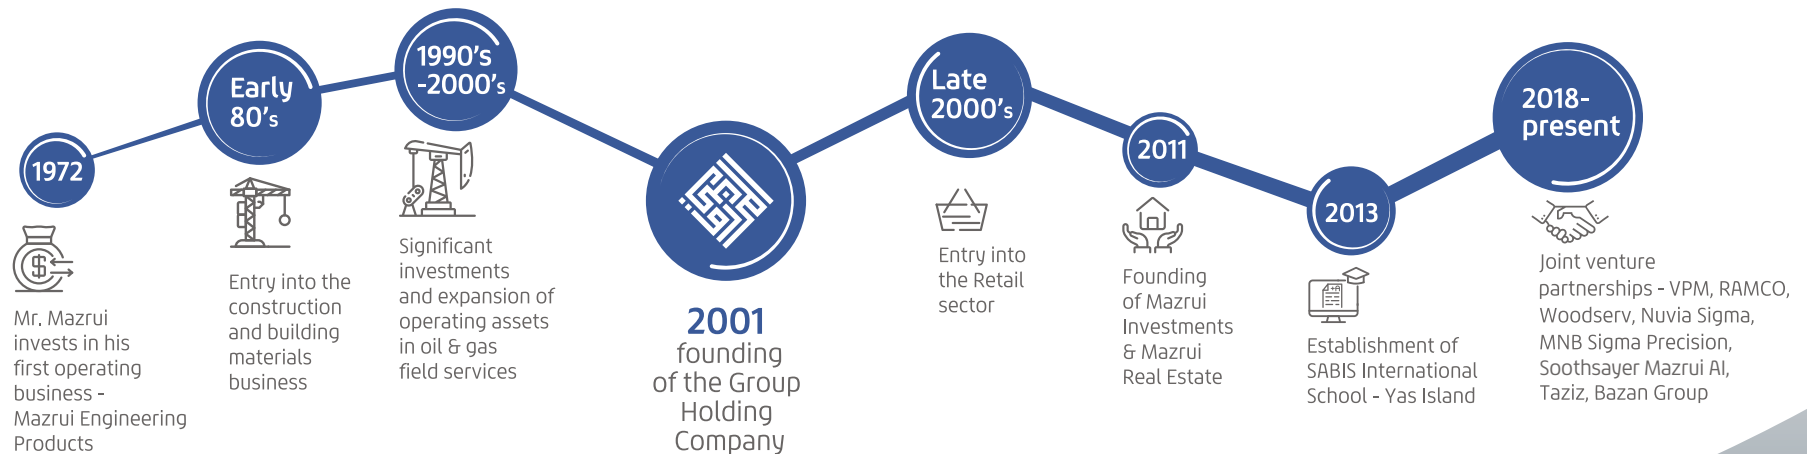 1972
Mr. Mazrui
invests in his
first operating
business -
Mazrui Engineering
Products
Early
80's
Entry into the
construction
and building
materials
business
1990's
-2000's
Significant
investments
and expansion of
operating assets
in oil & gas
field services
2001
founding
of the Group
Holding
Company
Late
2000's
Entry into
the Retail
sector
2011
Founding
of Mazrui
Investments
& Mazrui
Real Estate
2013
Establishment of
SABIS International
School - Yas Island
2018-
present
Joint venture
partnerships - VPM, RAMCO,
Woodserv, Nuvia Sigma,
MNB Sigma Precision,
Soothsayer Mazrui AI,
Taziz, Bazan Group